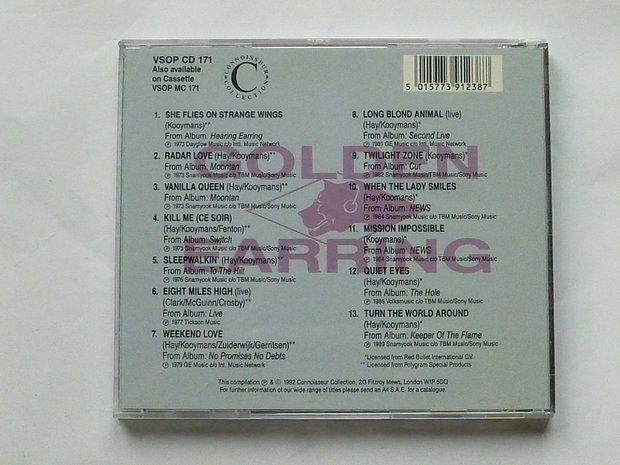 VSOP CD 171
Also available
on Cassette
VSOP MC 171
CONNOISSEUR
C
COLLECTION
5 015773 912387
GOLDEN
EARRING
1. SHE FLIES ON STRANGE WINGS
(Kooymans)**
From Album: Hearing Earring
℗ 1973 Dayglow Music c/o Int. Music Network
2. RADAR LOVE (Hay/Kooymans)**
From Album: Moontan
℗ 1973 Snamyook Music c/o TBM Music/Sony Music
3. VANILLA QUEEN (Hay/Kooymans)**
From Album: Moontan
℗ 1973 Snamyook Music c/o TBM Music/Sony Music
4. KILL ME (CE SOIR)
(Hay/Kooymans/Fenton)**
From Album: Switch
℗ 1975 Snamyook Music c/o TBM Music/Sony Music
5. SLEEPWALKIN' (Hay/Kooymans)**
From Album: To The Hilt
℗ 1976 Snamyook Music c/o TBM Music/Sony Music
6. EIGHT MILES HIGH (live)
(Clark/McGuinn/Crosby)**
From Album: Live
℗ 1977 Tickson Music
7. WEEKEND LOVE
(Hay/Kooymans/Zuiderwijk/Gerritsen)**
From Album: No Promises No Debts
℗ 1979 GE Music c/o Int. Music Network
8. LONG BLOND ANIMAL (live)
(Hay/Kooymans)*
From Album: Second Live
℗ 1981 GE Music c/o Int. Music Network
9. TWILIGHT ZONE (Kooymans)*
From Album: Cut
℗ 1982 Snamyook Music/TBM Music/Sony Music
10. WHEN THE LADY SMILES
(Hay/Kooymans)*
From Album: NEWS
℗ 1984 Snamyook Music c/o TBM Music/Sony Music
11. MISSION IMPOSSIBLE
(Kooymans)*
From Album: NEWS
℗ 1984 Snamyook Music c/o TBM Music/Sony Music
12. QUIET EYES
(Hay/Kooymans)*
From Album: The Hole
℗ 1986 Volksmusic c/o TBM Music/Sony Music
13. TURN THE WORLD AROUND
(Hay/Kooymans)*
From Album: Keeper Of The Flame
℗ 1989 Snamyook Music c/o TBM Music/Sony Music
*Licensed from Red Bullet International C.V.
**Licensed from Polygram Special Products
This compilation ℗ & © 1992 Connoisseur Collection, 2/3 Fitzroy Mews, London W1P 5DQ
For further information of our wide range of titles please send an A4 S.A.E. for a catalogue.